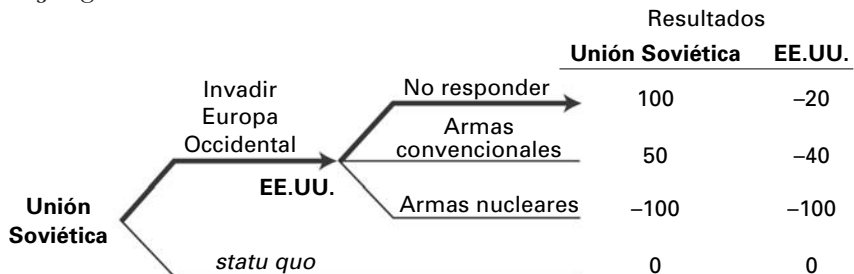 Resultados
Unión Soviética EE.UU.
Invadir
Europa
Occidental
No responder 100 –20
Armas
convencionales 50 –40
EE.UU.
Armas nucleares –100 –100
Unión
Soviética
statu quo 0 0